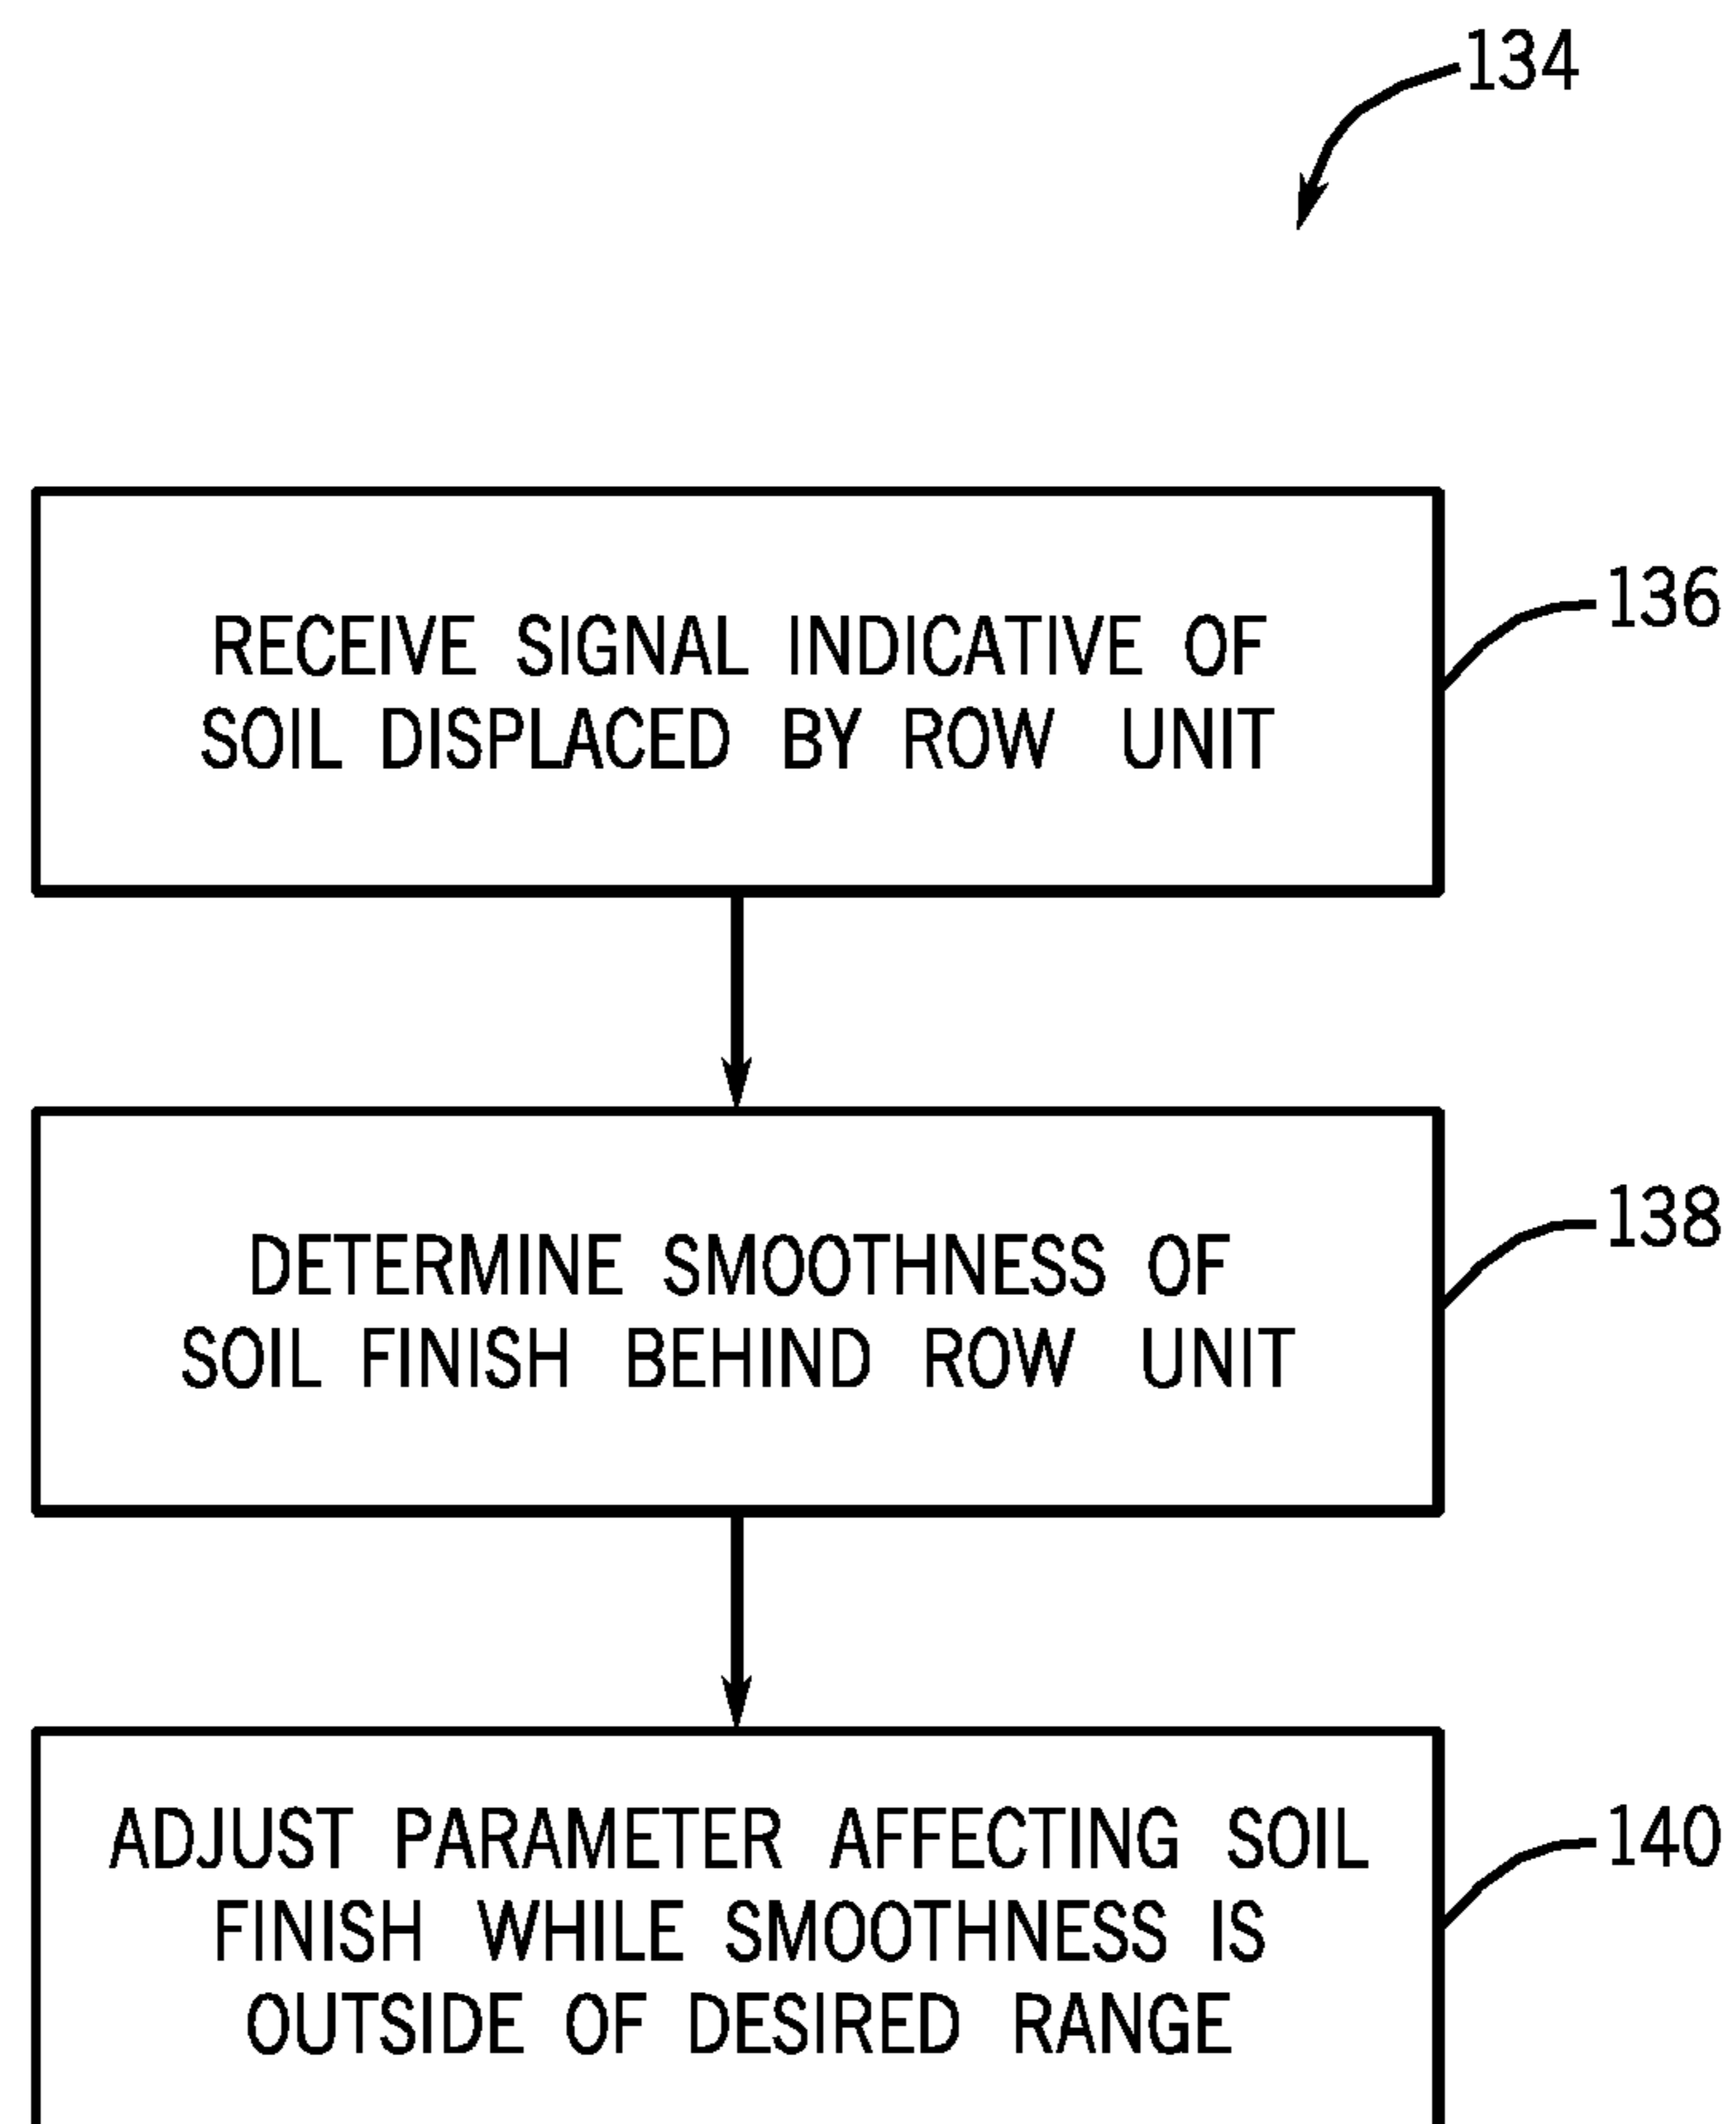 134
RECEIVE SIGNAL INDICATIVE OF
SOIL DISPLACED BY ROW UNIT
136
DETERMINE SMOOTHNESS OF
SOIL FINISH BEHIND ROW UNIT
138
ADJUST PARAMETER AFFECTING SOIL
FINISH WHILE SMOOTHNESS IS
OUTSIDE OF DESIRED RANGE
140